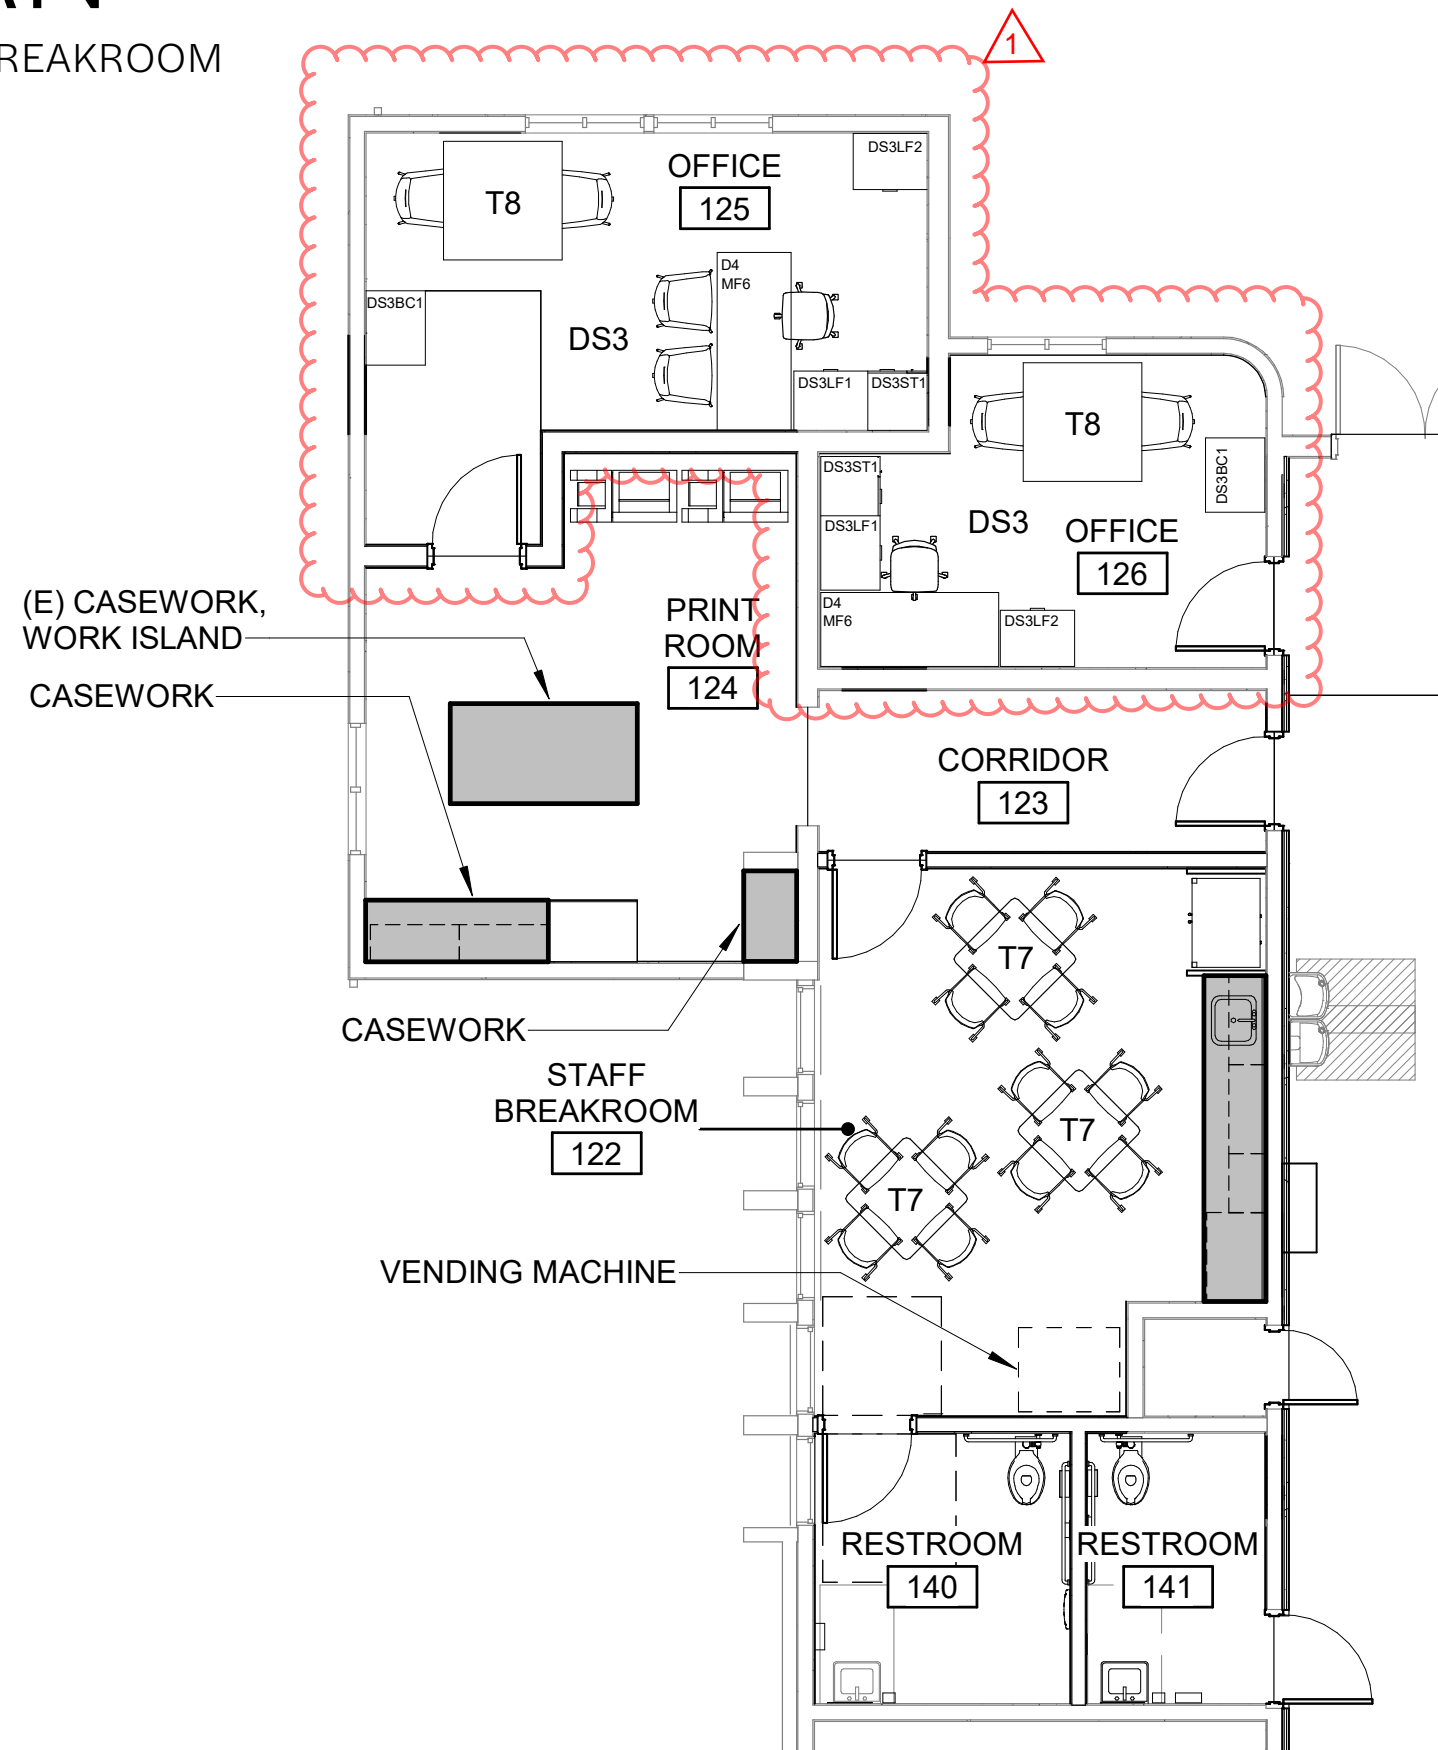 REAKROOM
1
DS3LF2
OFFICE
125
T8
D4
MF6
DS3BC1
DS3
DS3LF1
DS3ST1
T8
DS3ST1
DS3BC1
DS3LF1
DS3
OFFICE
126
D4
MF6
DS3LF2
(E) CASEWORK,
WORK ISLAND
PRINT
ROOM
124
CASEWORK
CORRIDOR
123
T7
CASEWORK
STAFF
BREAKROOM
122
T7
T7
VENDING MACHINE
RESTROOM
140
RESTROOM
141